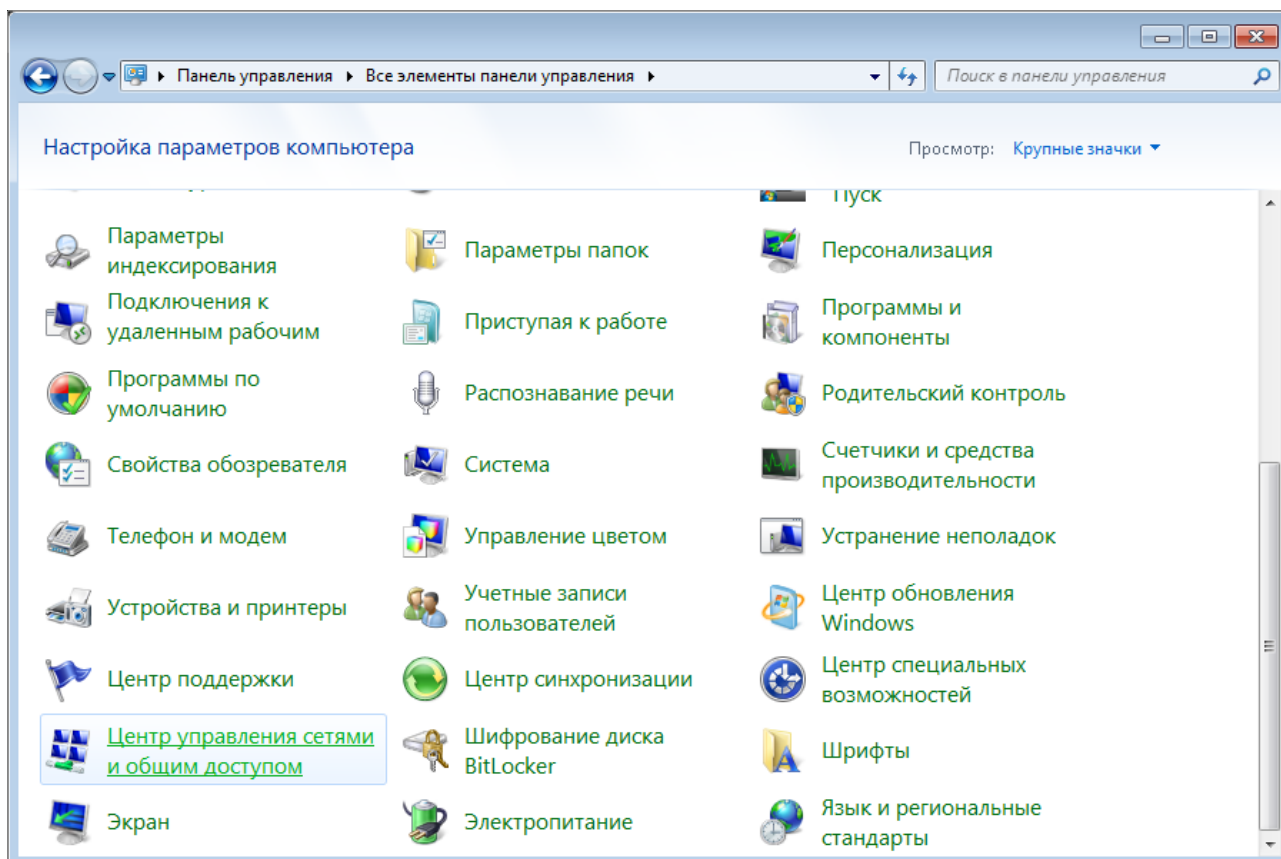 Панель управления ▸ Все элементы панели управления ▸
Поиск в панели управления
Настройка параметров компьютера
Просмотр: Крупные значки
Пуск
Параметры
индексирования
Параметры папок
Персонализация
Подключения к
удаленным рабочим
Приступая к работе
Программы и
компоненты
Программы по
умолчанию
Распознавание речи
Родительский контроль
Свойства обозревателя
Система
Счетчики и средства
производительности
Телефон и модем
Управление цветом
Устранение неполадок
Устройства и принтеры
Учетные записи
пользователей
Центр обновления
Windows
Центр поддержки
Центр синхронизации
Центр специальных
возможностей
Центр управления сетями
и общим доступом
Шифрование диска
BitLocker
Шрифты
Экран
Электропитание
Язык и региональные
стандарты